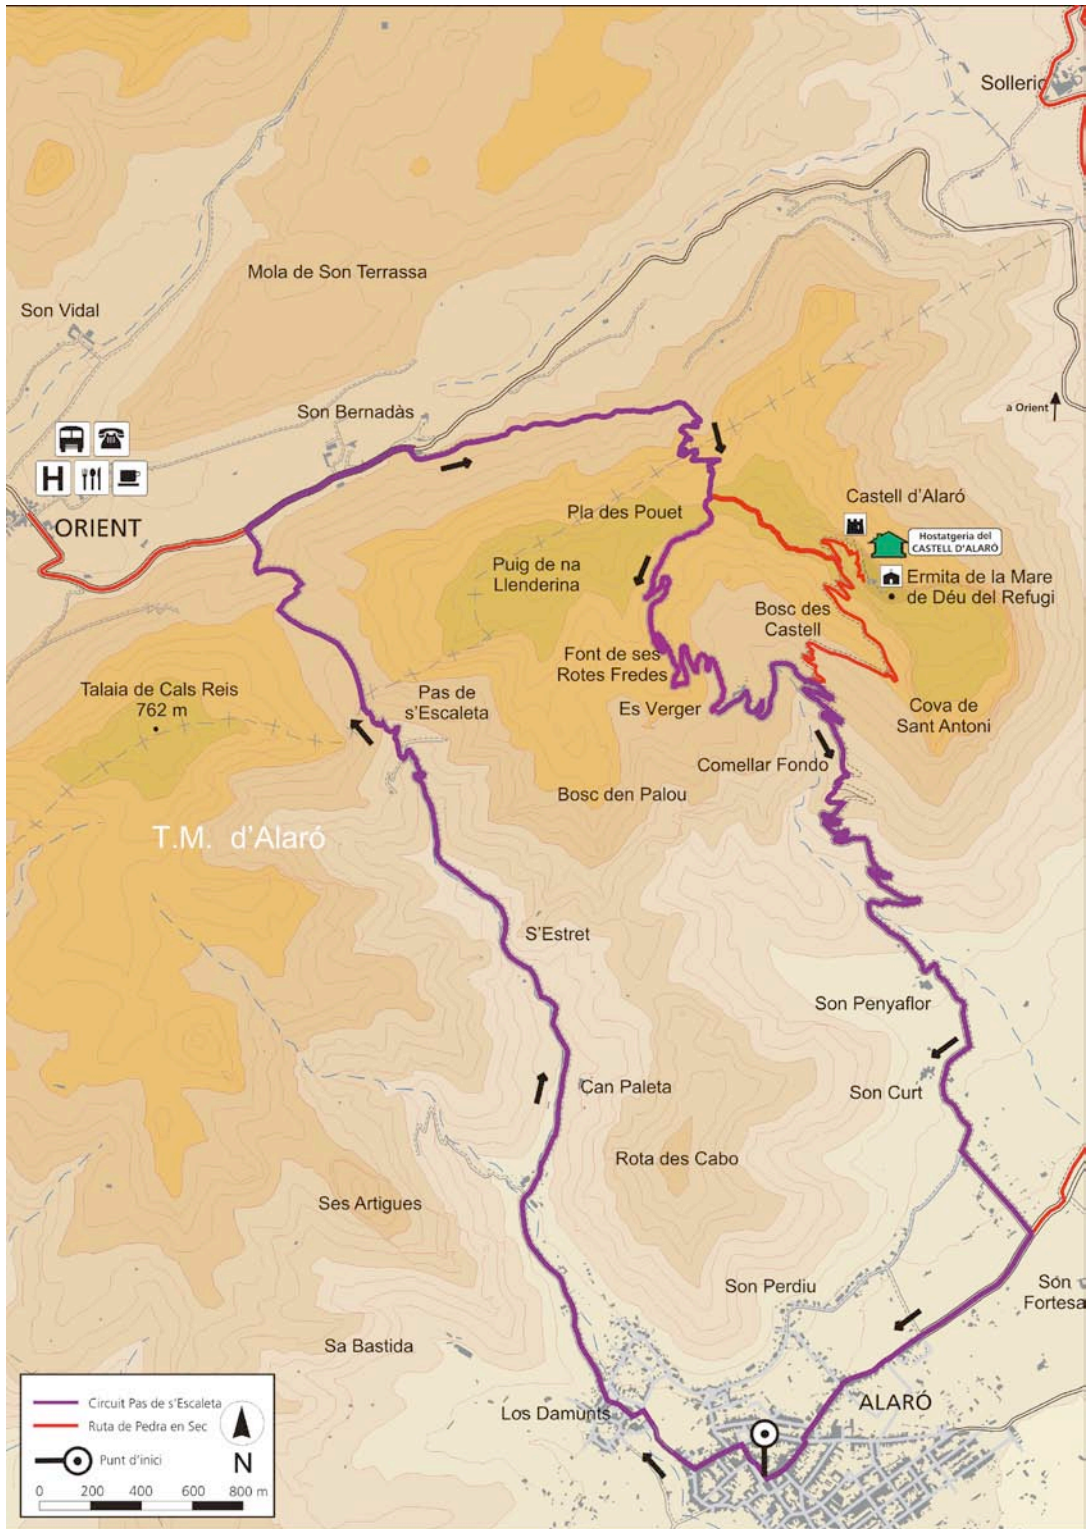 Solleric
Mola de Son Terrassa
Son Vidal
a Orient
Son Bernadàs
H
ORIENT
Castell d'Alaró
Pla des Pouet
Hostatgeria del
CASTELL D'ALARÓ
Puig de na
Llenderina
Ermita de la Mare
de Déu del Refugi
Bosc des
Castell
Font de ses
Rotes Fredes
Talaia de Cals Reis
762 m
Pas de
s'Escaleta
Es Verger
Cova de
Sant Antoni
Comellar Fondo
Bosc den Palou
T.M. d'Alaró
S'Estret
Son Penyaflor
Can Paleta
Son Curt
Rota des Cabo
Ses Artigues
Son Perdiu
Són
Fortesa
Sa Bastida
Circuit Pas de s'Escaleta
Ruta de Pedra en Sec
Punt d'inici
N
0 200 400 600 800 m
Los Damunts
ALARÓ